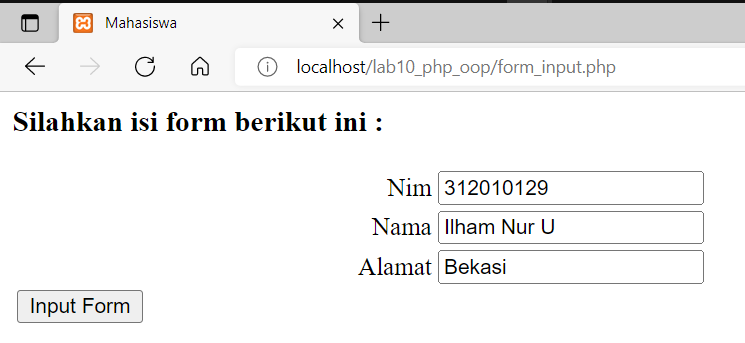 Mahasiswa
localhost/lab10_php_oop/form_input.php
Silahkan isi form berikut ini :
Nim 312010129
Nama Ilham Nur U
Alamat Bekasi
Input Form